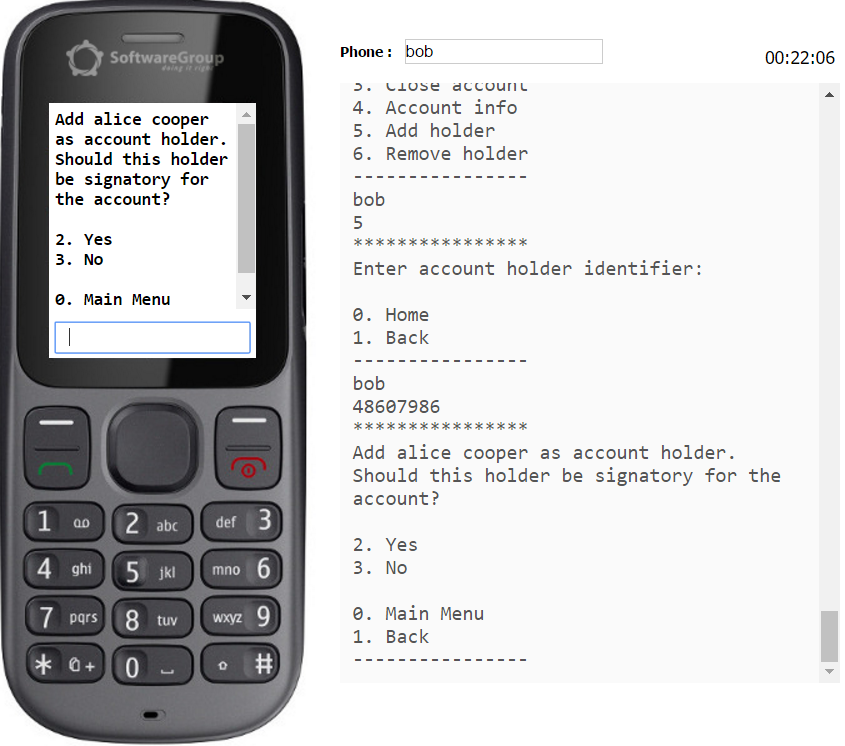 SoftwareGroup
doing it right
Add alice cooper
as account holder.
Should this holder
be signatory for
the account?
2. Yes
3. No
0. Main Menu
1 
2 abc
def 3
4 ghi
5 jkl
mno 6
7 pqrs
8 tuv
wxyz 9
* +
0
#
Phone: bob
00:22:06
3. Close account
4. Account info
5. Add holder
6. Remove holder
----------------
bob
5
****************
Enter account holder identifier:
0. Home
1. Back
----------------
bob
48607986
****************
Add alice cooper as account holder.
Should this holder be signatory for the
account?
2. Yes
3. No
0. Main Menu
1. Back
----------------